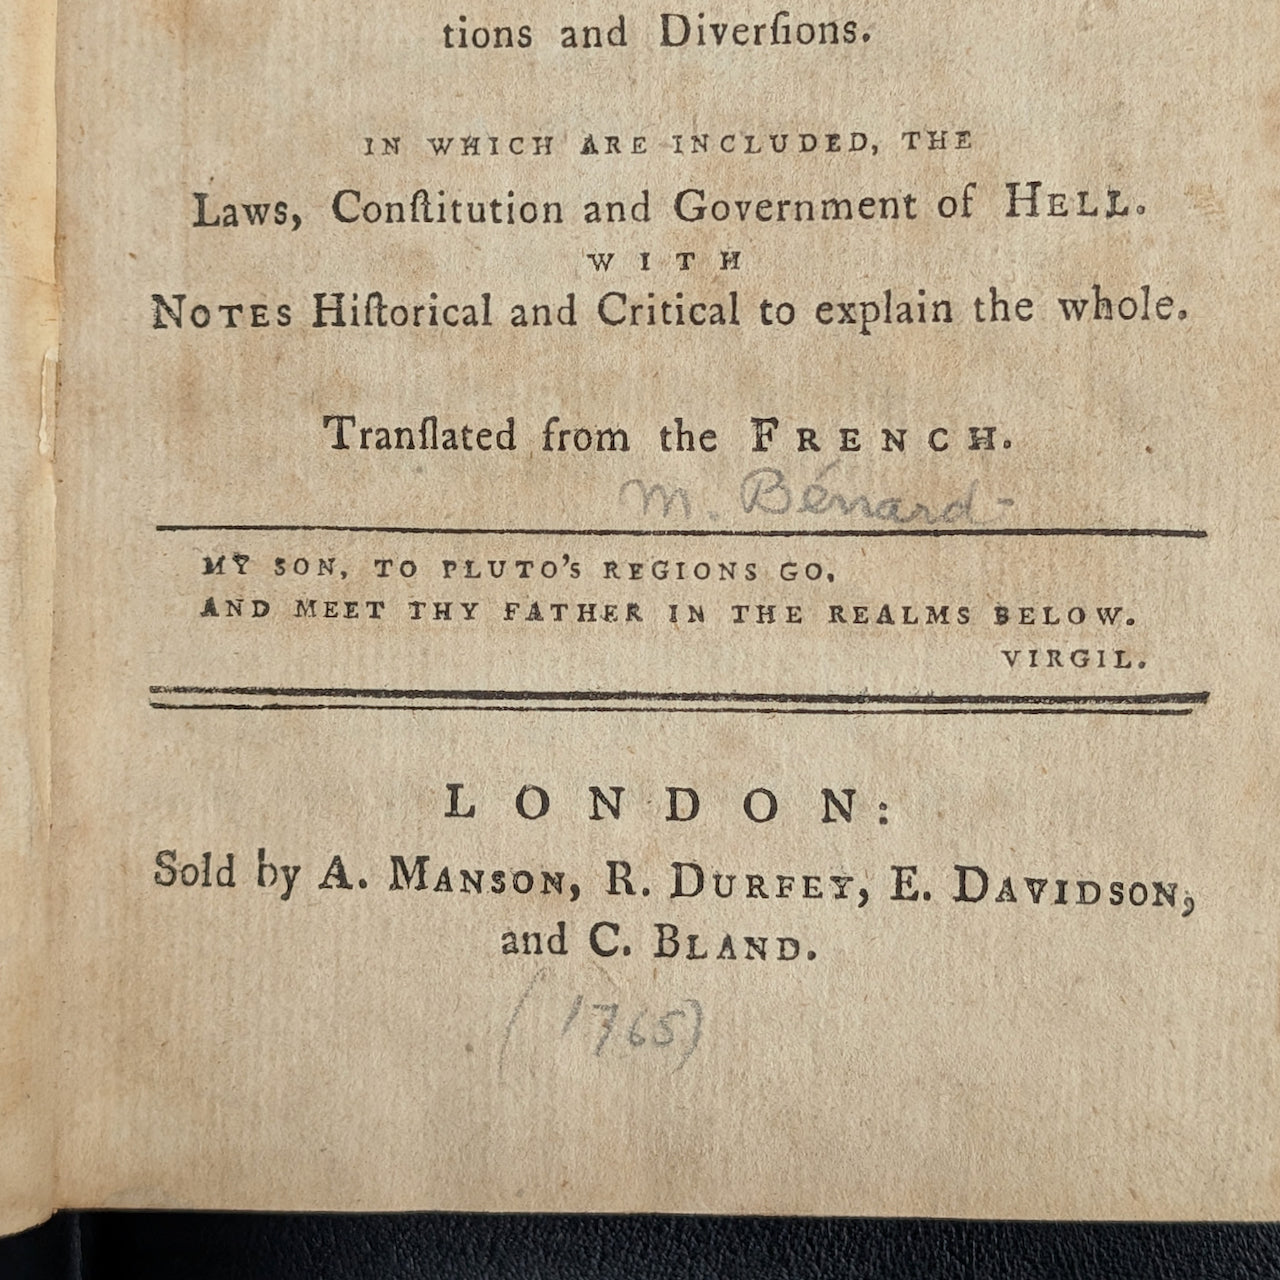 tions and Diverſions.
IN WHICH ARE INCLUDED, THE
Laws, Conſtitution and Government of HELL.
WITH
NOTES Hiſtorical and Critical to explain the whole.
Tranſlated from the FRENCH.
M. Bénard-
MY SON, TO PLUTO'S REGIONS GO,
AND MEET THY FATHER IN THE REALMS BELOW.
VIRGIL.
LONDON:
Sold by A. MANSON, R. DURFEY, E. DAVIDSON,
and C. BLAND.
(1765)